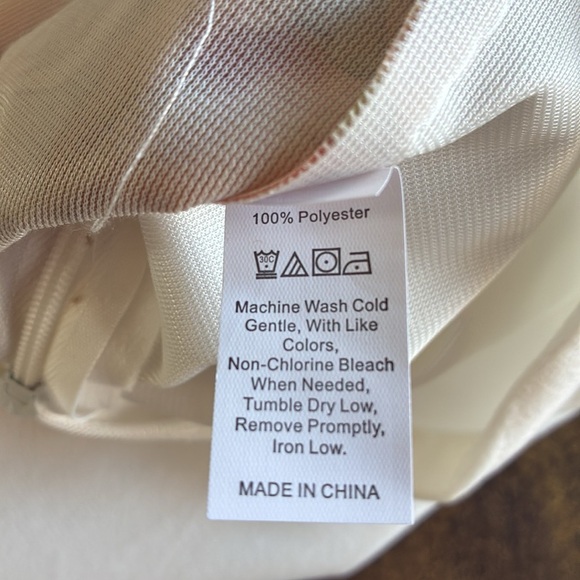 100% Polyester
30C
Machine Wash Cold
Gentle, With Like
Colors,
Non-Chlorine Bleach
When Needed,
Tumble Dry Low,
Remove Promptly,
Iron Low.
MADE IN CHINA